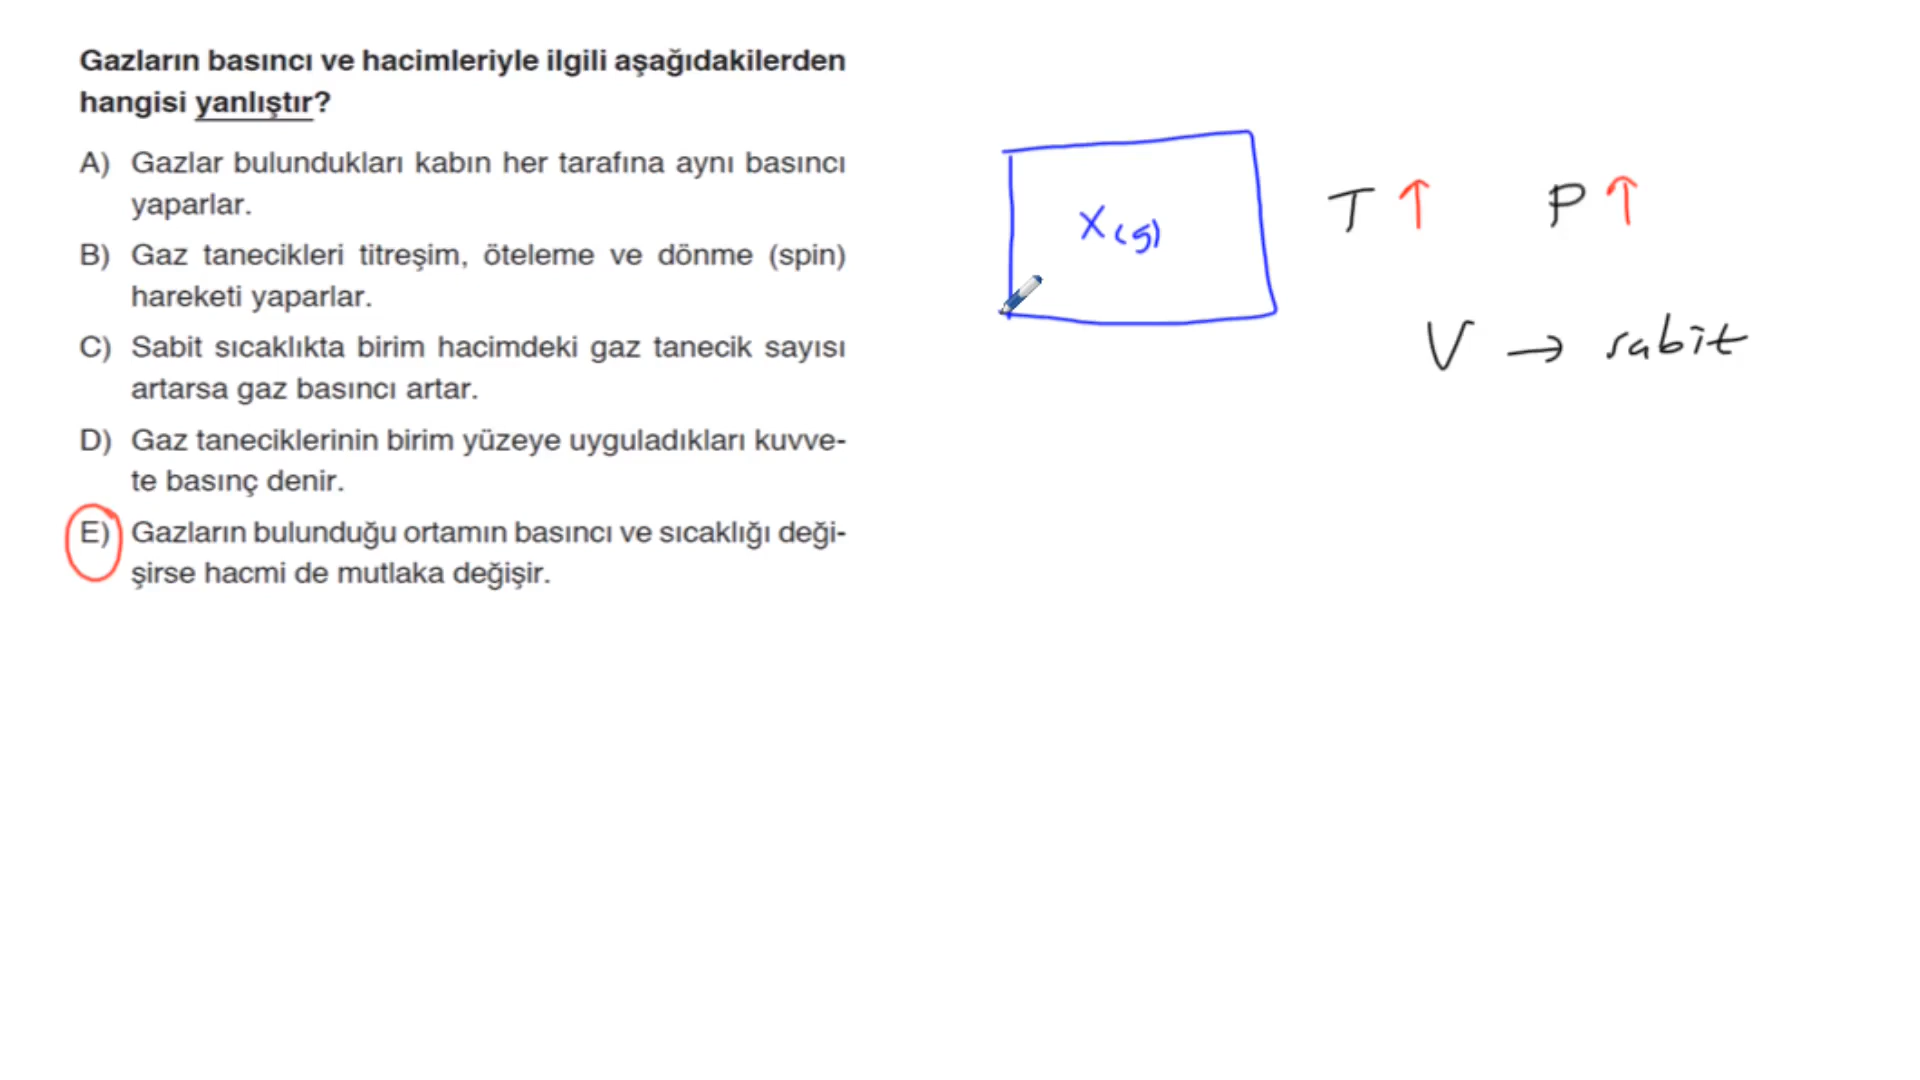 Gazların basıncı ve hacimleriyle ilgili aşağıdakilerden
hangisi yanlıştır?
A) Gazlar bulundukları kabın her tarafına aynı basıncı
yaparlar.
B) Gaz tanecikleri titreşim, öteleme ve dönme (spin)
hareketi yaparlar.
C) Sabit sıcaklıkta birim hacimdeki gaz tanecik sayısı
artarsa gaz basıncı artar.
D) Gaz taneciklerinin birim yüzeye uyguladıkları kuvve-
te basınç denir.
E) Gazların bulunduğu ortamın basıncı ve sıcaklığı deği-
şirse hacmi de mutlaka değişir.
X(g)
T ↑ P ↑
V → sabit